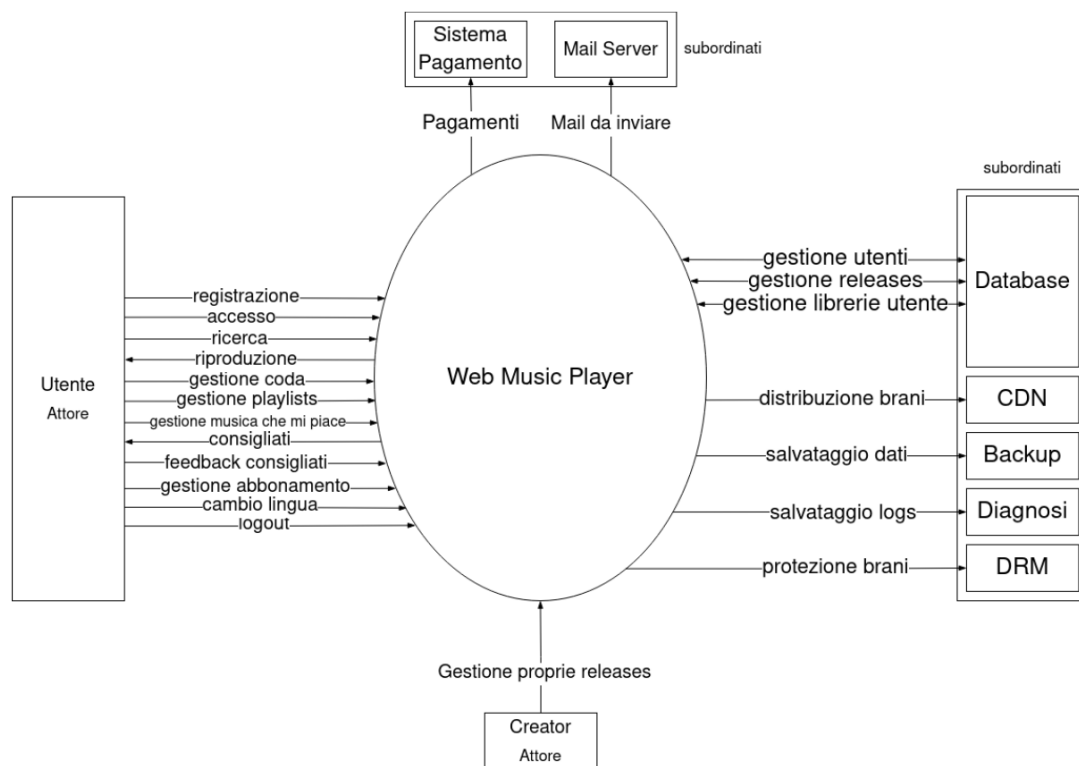 Sistema
Pagamento
Mail Server
subordinati
Pagamenti
Mail da inviare
subordinati
Utente
Attore
registrazione
accesso
ricerca
riproduzione
gestione coda
gestione playlists
gestione musica che mi piace
consigliati
feedback consigliati
gestione abbonamento
cambio lingua
logout
Web Music Player
gestione utenti
gestione releases
gestione librerie utente
distribuzione brani
salvataggio dati
salvataggio logs
protezione brani
Database
CDN
Backup
Diagnosi
DRM
Gestione proprie releases
Creator
Attore